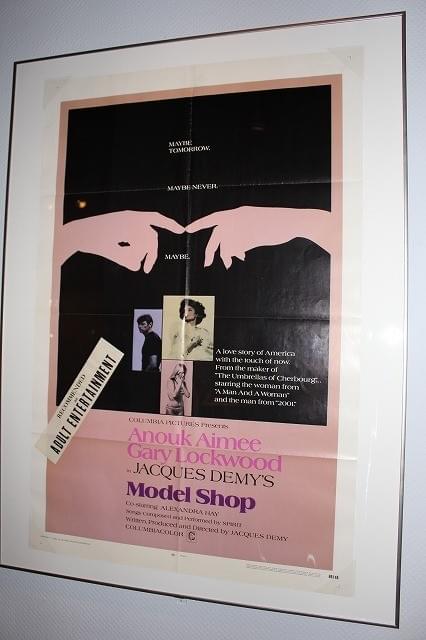 MAYBE
TOMORROW.
MAYBE NEVER.
MAYBE.
A love story of America
with the touch of now.
From the maker of
"The Umbrellas of Cherbourg"...
starring the woman from
"A Man And A Woman"
and the man from "2001."
RECOMMENDED
ADULT ENTERTAINMENT
COLUMBIA PICTURES Presents
Anouk Aimee
Gary Lockwood
in JACQUES DEMY'S
Model Shop
Co-starring ALEXANDRA HAY
Songs Composed and Performed by SPIRIT
Written, Produced and Directed by JACQUES DEMY
COLUMBIACOLOR